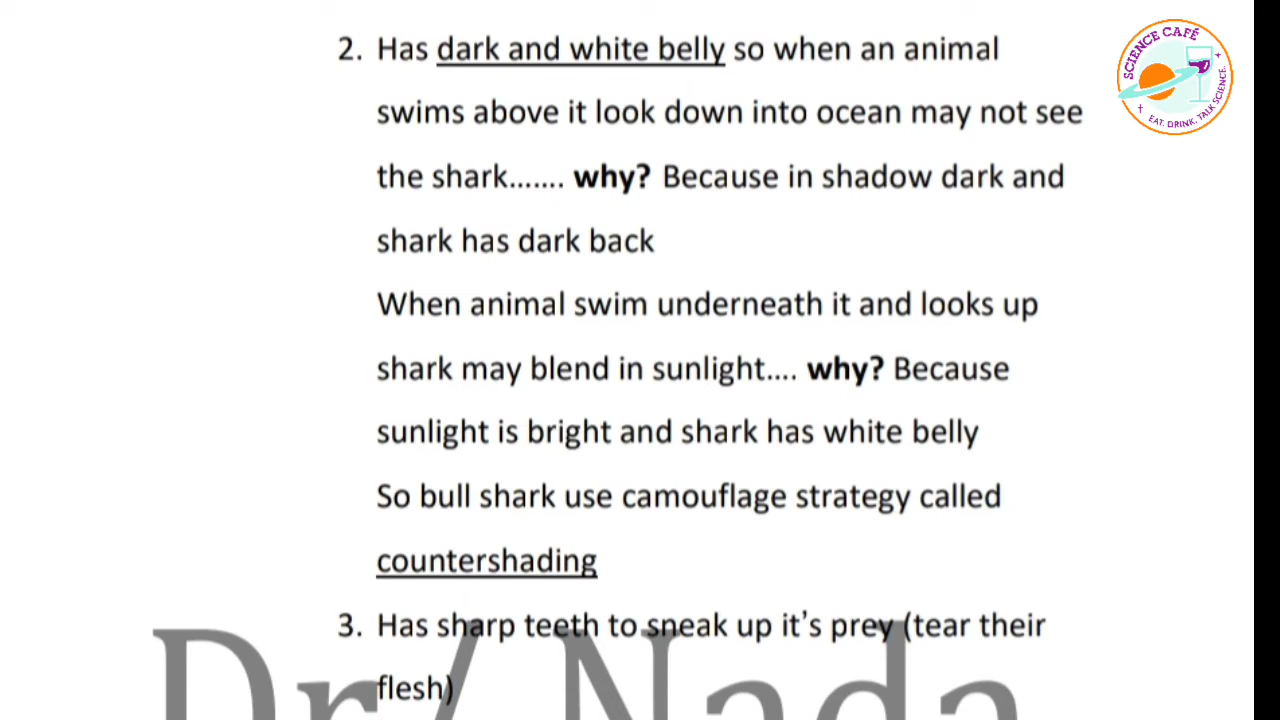 2. Has dark and white belly so when an animal
swims above it look down into ocean may not see
the shark....... why? Because in shadow dark and
shark has dark back
When animal swim underneath it and looks up
shark may blend in sunlight.... why? Because
sunlight is bright and shark has white belly
So bull shark use camouflage strategy called
countershading
3. Has sharp teeth to sneak up it's prey (tear their
flesh)
Dr/ Nada
SCIENCE CAFÉ
EAT. DRINK. TALK SCIENCE.